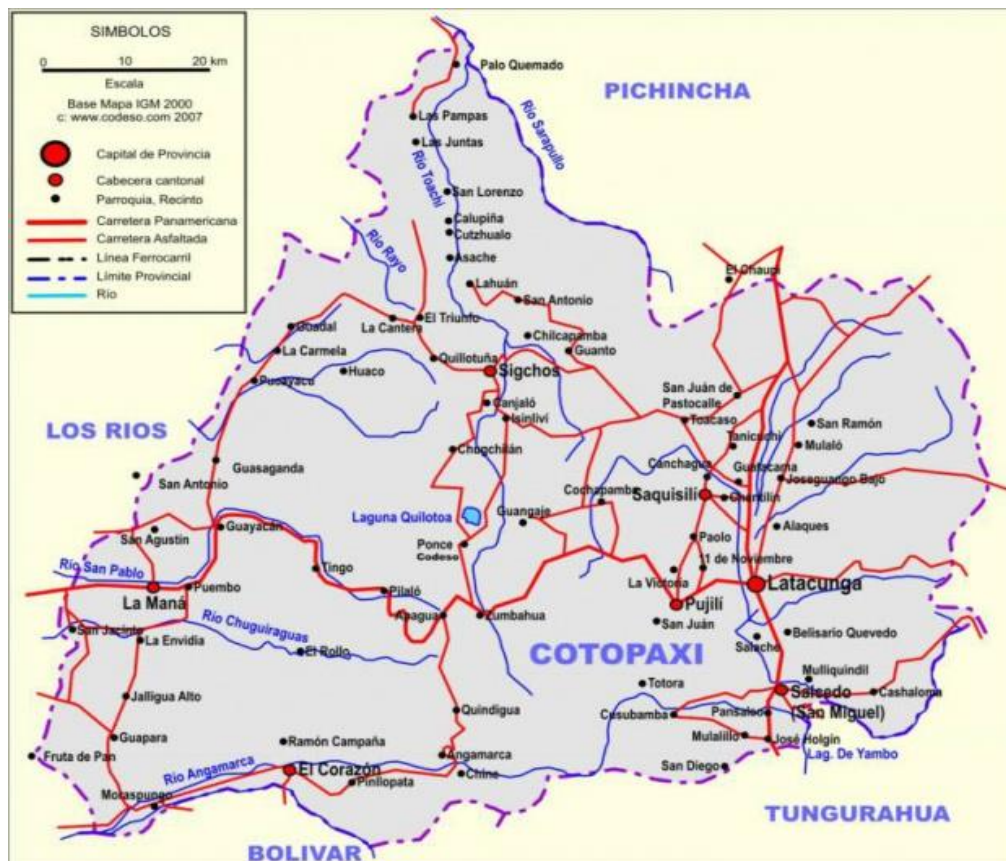 SIMBOLOS
0 10 20 km
Escala
Base Mapa IGM 2000
c: www.codeso.com 2007
Capital de Provincia
Cabecera cantonal
Parroquia, Recinto
Carretera Panamericana
Carretera Asfaltada
Línea Ferrocarril
Límite Provincial
Río
Palo Quemado
PICHINCHA
Las Pampas
Río Sarapullo
Las Juntas
Río Toachi
San Lorenzo
Calupiña
Cutzhualo
Río Rayo
Asache
El Chaupi
Lahuán
San Antonio
Guadal
La Cantera
El Triunfo
Chilcapamba
La Carmela
Guanto
Quillotuña
Huaco
Sigchos
Pucayacu
San Juán de
Pastocalle
Canjaló
Isinliví
Toacaso
San Ramón
LOS RIOS
Tanicuchi
Mulaló
Chogchilán
Guasaganda
Canchagua
Guatacama
San Antonio
Joseguango Bajo
Cochapamba
Saquisilí
Chantilin
Laguna Quilotoa
Guangaje
Guayacán
Alaques
San Agustín
Ponce
Codeso
Paolo
11 de Noviembre
Río San Pablo
Tingo
La Victoria
Latacunga
La Maná
Puembo
Pilaló
Pujilí
Apagua
Zumbahua
Río Chuguiraguas
San Juán
San Jacinto
La Envidia
Belisario Quevedo
Salache
El Rollo
COTOPAXI
Mulliquindil
Totora
Jalligua Alto
Salcedo
(San Miguel)
Cashaloma
Quindigua
Cusubamba
Pansaleo
Guapara
Ramón Campaña
Mulalillo
José Holgin
Fruta de Pan
Angamarca
Lag. De Yambo
Río Angamarca
El Corazón
Chine
San Diego
Pinllopata
Moraspungo
TUNGURAHUA
BOLIVAR